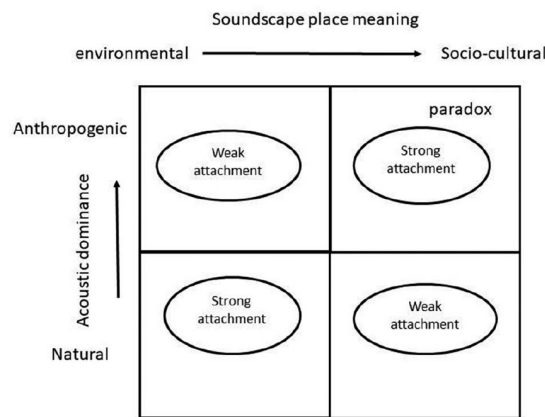 Soundscape place meaning
environmental
Socio-cultural
Anthropogenic
paradox
Weak
attachment
Strong
attachment
Acoustic dominance
Strong
attachment
Weak
attachment
Natural